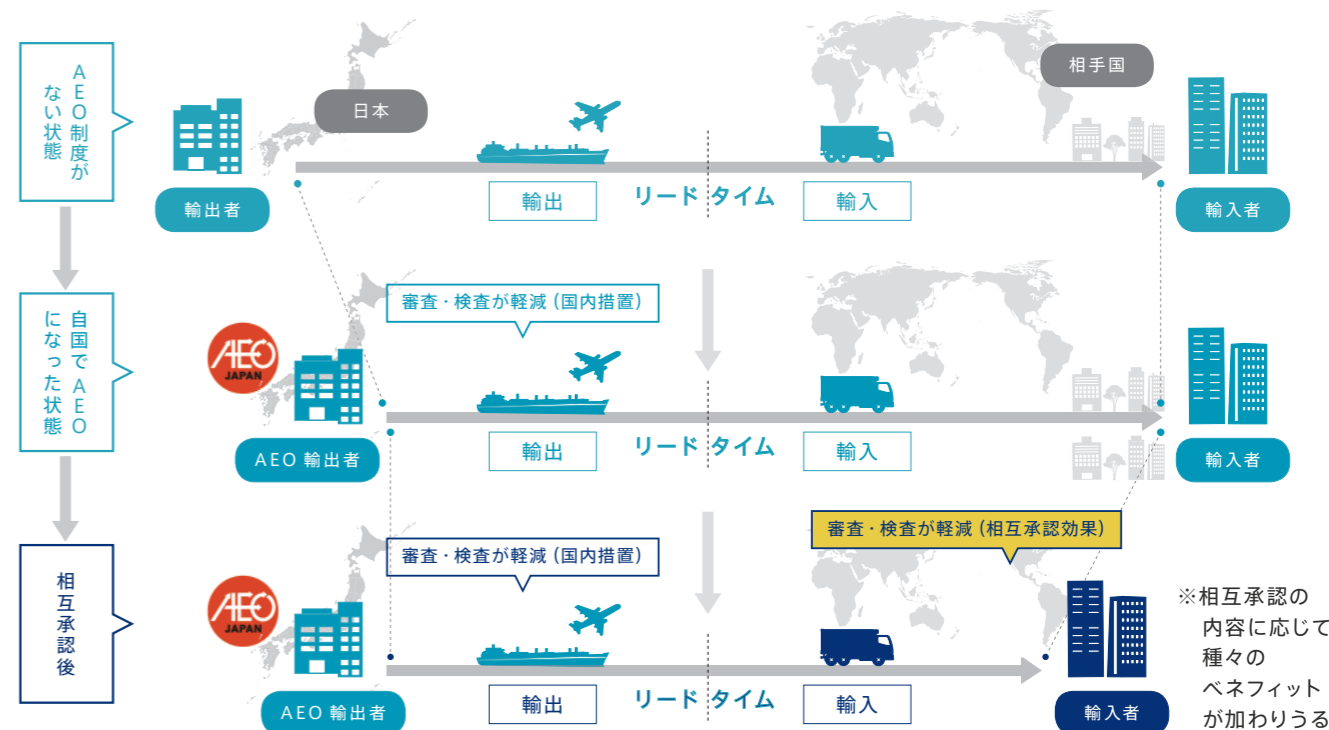 AEO制度が
ない状態
日本
相手国
輸出者
輸出
リードタイム
輸入
輸入者
自国でAEO
になった状態
審査・検査が軽減(国内措置)
AEO
JAPAN
AEO 輸出者
輸出
リードタイム
輸入
輸入者
相互承認後
審査・検査が軽減(国内措置)
審査・検査が軽減(相互承認効果)
AEO
JAPAN
AEO 輸出者
輸出
リードタイム
輸入
輸入者
※相互承認の
内容に応じて
種々の
ベネフィット
が加わりうる